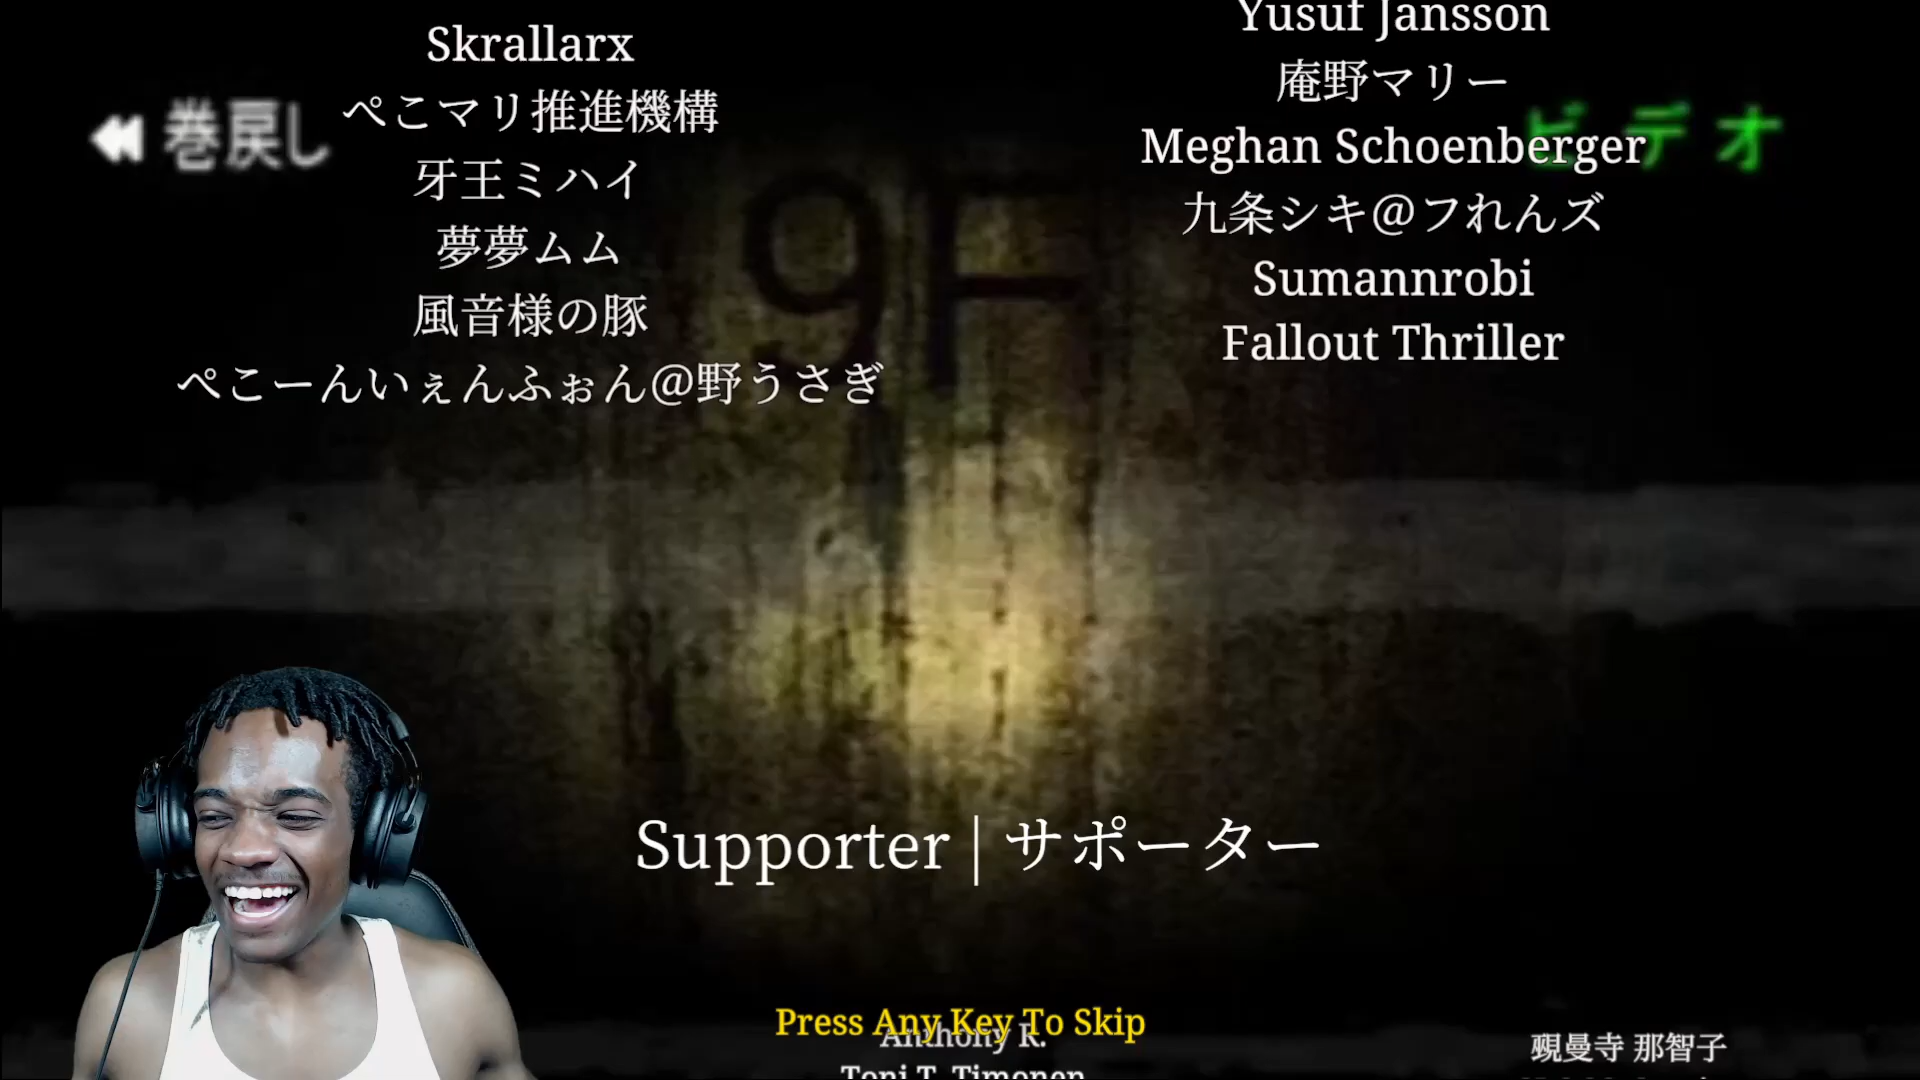 Skrallarx
ぺこマリ推進機構
牙王ミハイ
夢夢ムム
風音様の豚
ぺこーんいぇんふぉん@野うさぎ
Yusuf Jansson
庵野マリー
Meghan Schoenberger
九条シキ@フれんズ
Sumannrobi
Fallout Thriller
巻戻し
ビデオ
9F
Supporter | サポーター
Press Any Key To Skip
Anthony R.
Toni T. Timonen
覡曼寺 那智子